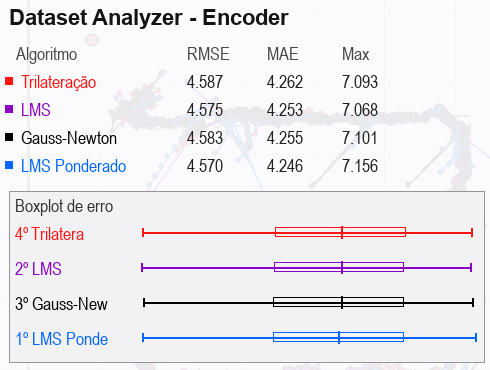 Dataset Analyzer - Encoder
Algoritmo RMSE MAE Max
Trilateração 4.587 4.262 7.093
LMS 4.575 4.253 7.068
Gauss-Newton 4.583 4.255 7.101
LMS Ponderado 4.570 4.246 7.156
Boxplot de erro
4º Trilatera
2º LMS
3º Gauss-New
1º LMS Ponde